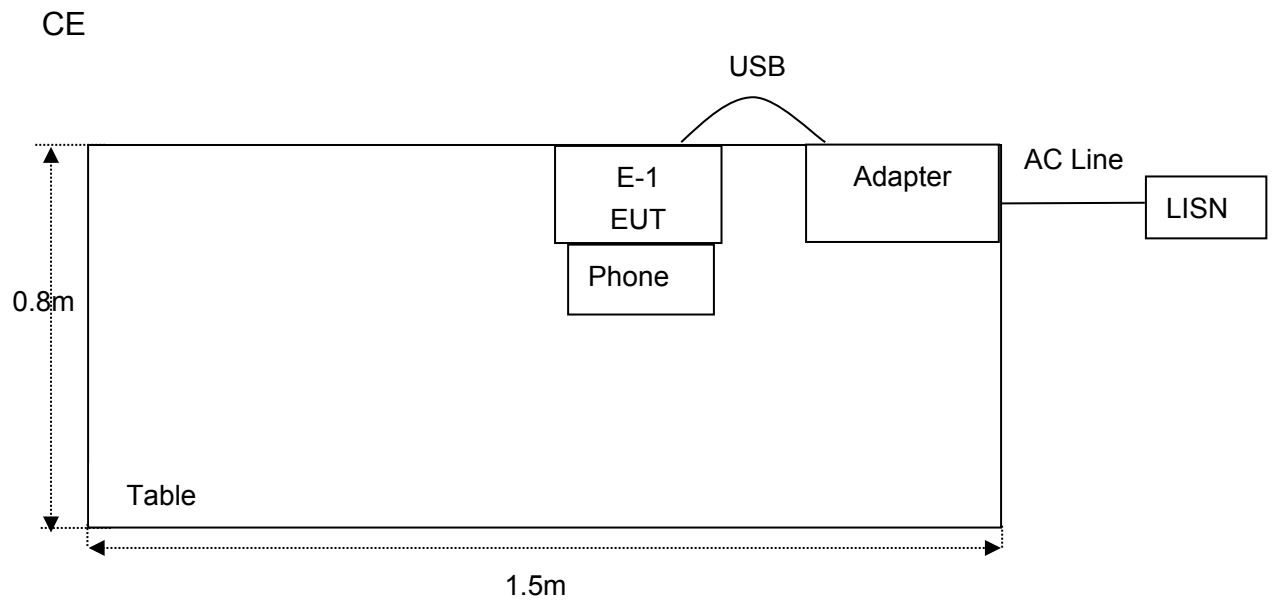 CE
USB
E-1
EUT
Adapter
AC Line
LISN
Phone
0.8m
Table
1.5m